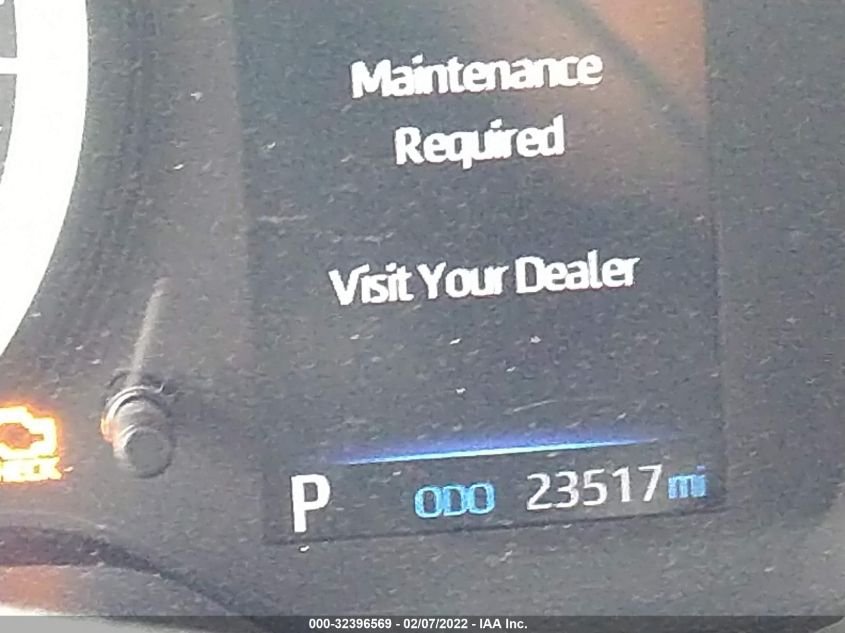 Maintenance
Required
Visit Your Dealer
CHECK
P ODO 23517 mi
000-32396569 - 02/07/2022 - IAA Inc.